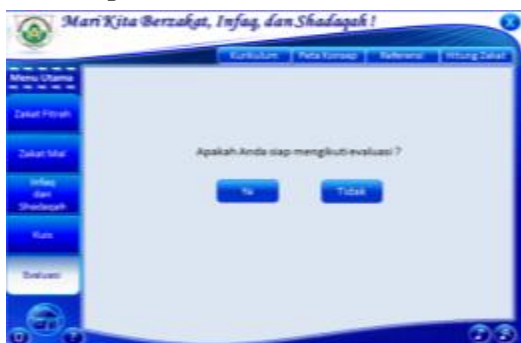 Mari Kita Berzakat, Infaq, dan Shadaqah !
Kurikulum Peta Konsep Referensi Hitung Zakat
Menu Utama
Zakat Fitrah
Zakat Mal
Infaq
dan
Shadaqah
Kuis
Evaluasi
Apakah Anda siap mengikuti evaluasi ?
Ya Tidak